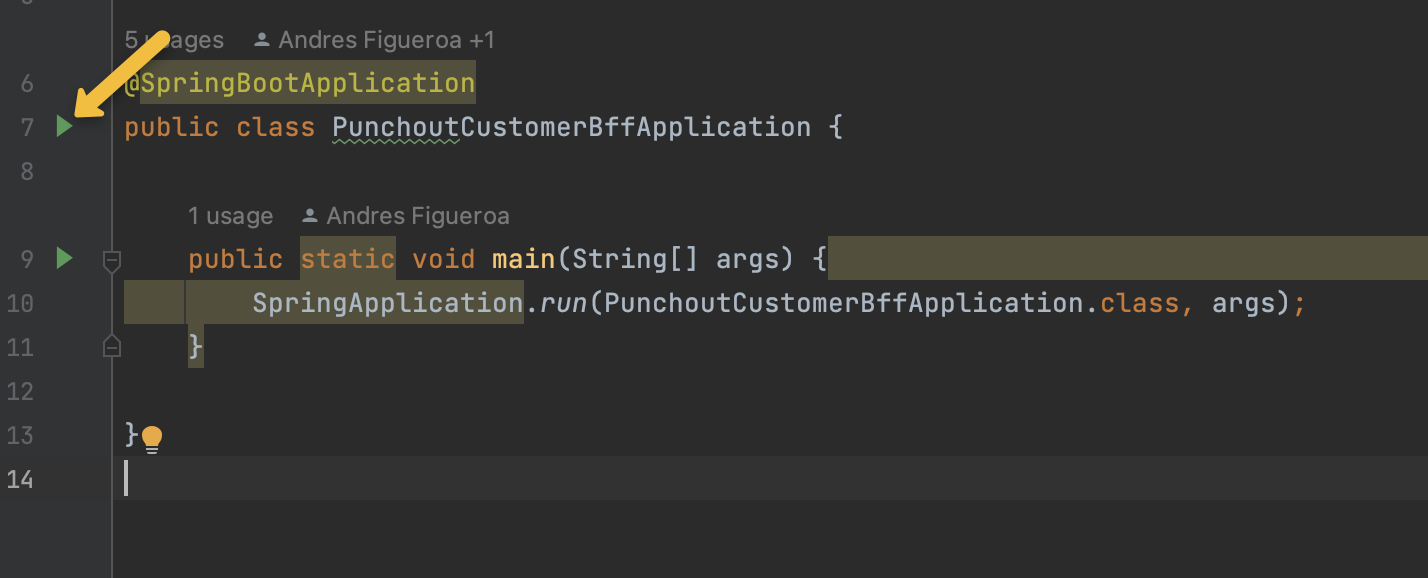 5 usages Andres Figueroa +1
6 @SpringBootApplication
7 public class PunchoutCustomerBffApplication {
8
1 usage Andres Figueroa
9 public static void main(String[] args) {
10 SpringApplication.run(PunchoutCustomerBffApplication.class, args);
11 }
12
13 }
14